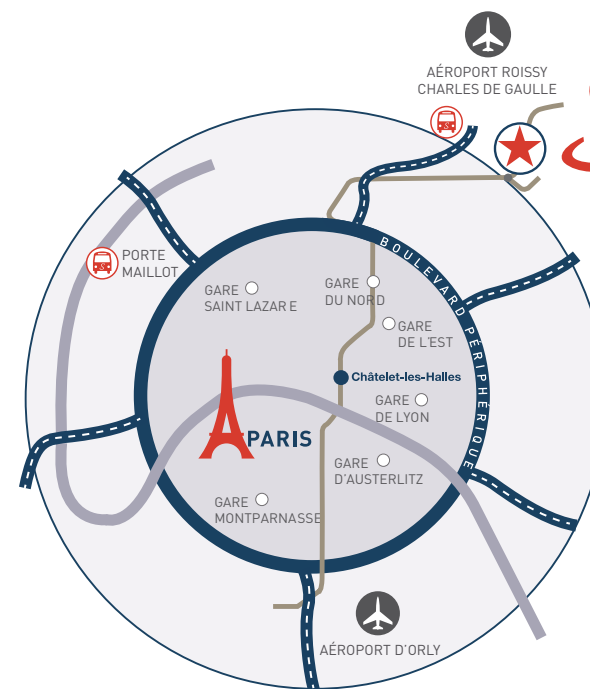 AÉROPORT ROISSY
CHARLES DE GAULLE
BOULEVARD PÉRIPHÉRIQUE
PORTE
MAILLOT
GARE
SAINT LAZARE
GARE
DU NORD
GARE
DE L'EST
Châtelet-les-Halles
GARE
DE LYON
PARIS
GARE
D'AUSTERLITZ
GARE
MONTPARNASSE
AÉROPORT D'ORLY